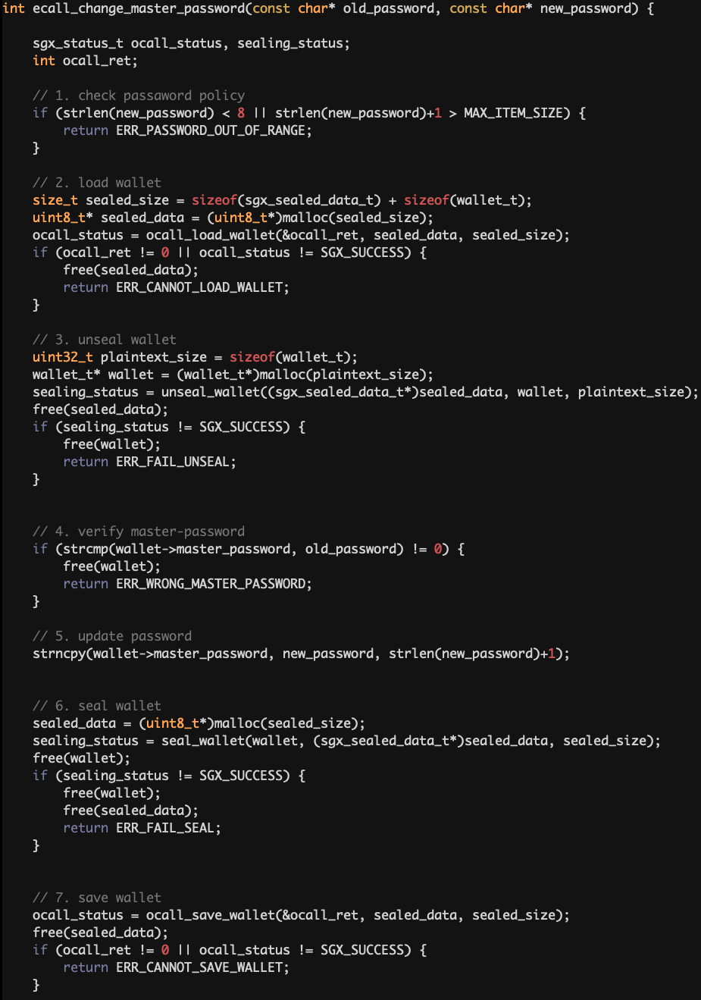 int ecall_change_master_password(const char* old_password, const char* new_password) {
sgx_status_t ocall_status, sealing_status;
int ocall_ret;
// 1. check passaword policy
if (strlen(new_password) < 8 || strlen(new_password)+1 > MAX_ITEM_SIZE) {
return ERR_PASSWORD_OUT_OF_RANGE;
}
// 2. load wallet
size_t sealed_size = sizeof(sgx_sealed_data_t) + sizeof(wallet_t);
uint8_t* sealed_data = (uint8_t*)malloc(sealed_size);
ocall_status = ocall_load_wallet(&ocall_ret, sealed_data, sealed_size);
if (ocall_ret != 0 || ocall_status != SGX_SUCCESS) {
free(sealed_data);
return ERR_CANNOT_LOAD_WALLET;
}
// 3. unseal wallet
uint32_t plaintext_size = sizeof(wallet_t);
wallet_t* wallet = (wallet_t*)malloc(plaintext_size);
sealing_status = unseal_wallet((sgx_sealed_data_t*)sealed_data, wallet, plaintext_size);
free(sealed_data);
if (sealing_status != SGX_SUCCESS) {
free(wallet);
return ERR_FAIL_UNSEAL;
}
// 4. verify master-password
if (strcmp(wallet->master_password, old_password) != 0) {
free(wallet);
return ERR_WRONG_MASTER_PASSWORD;
}
// 5. update password
strncpy(wallet->master_password, new_password, strlen(new_password)+1);
// 6. seal wallet
sealed_data = (uint8_t*)malloc(sealed_size);
sealing_status = seal_wallet(wallet, (sgx_sealed_data_t*)sealed_data, sealed_size);
free(wallet);
if (sealing_status != SGX_SUCCESS) {
free(wallet);
free(sealed_data);
return ERR_FAIL_SEAL;
}
// 7. save wallet
ocall_status = ocall_save_wallet(&ocall_ret, sealed_data, sealed_size);
free(sealed_data);
if (ocall_ret != 0 || ocall_status != SGX_SUCCESS) {
return ERR_CANNOT_SAVE_WALLET;
}